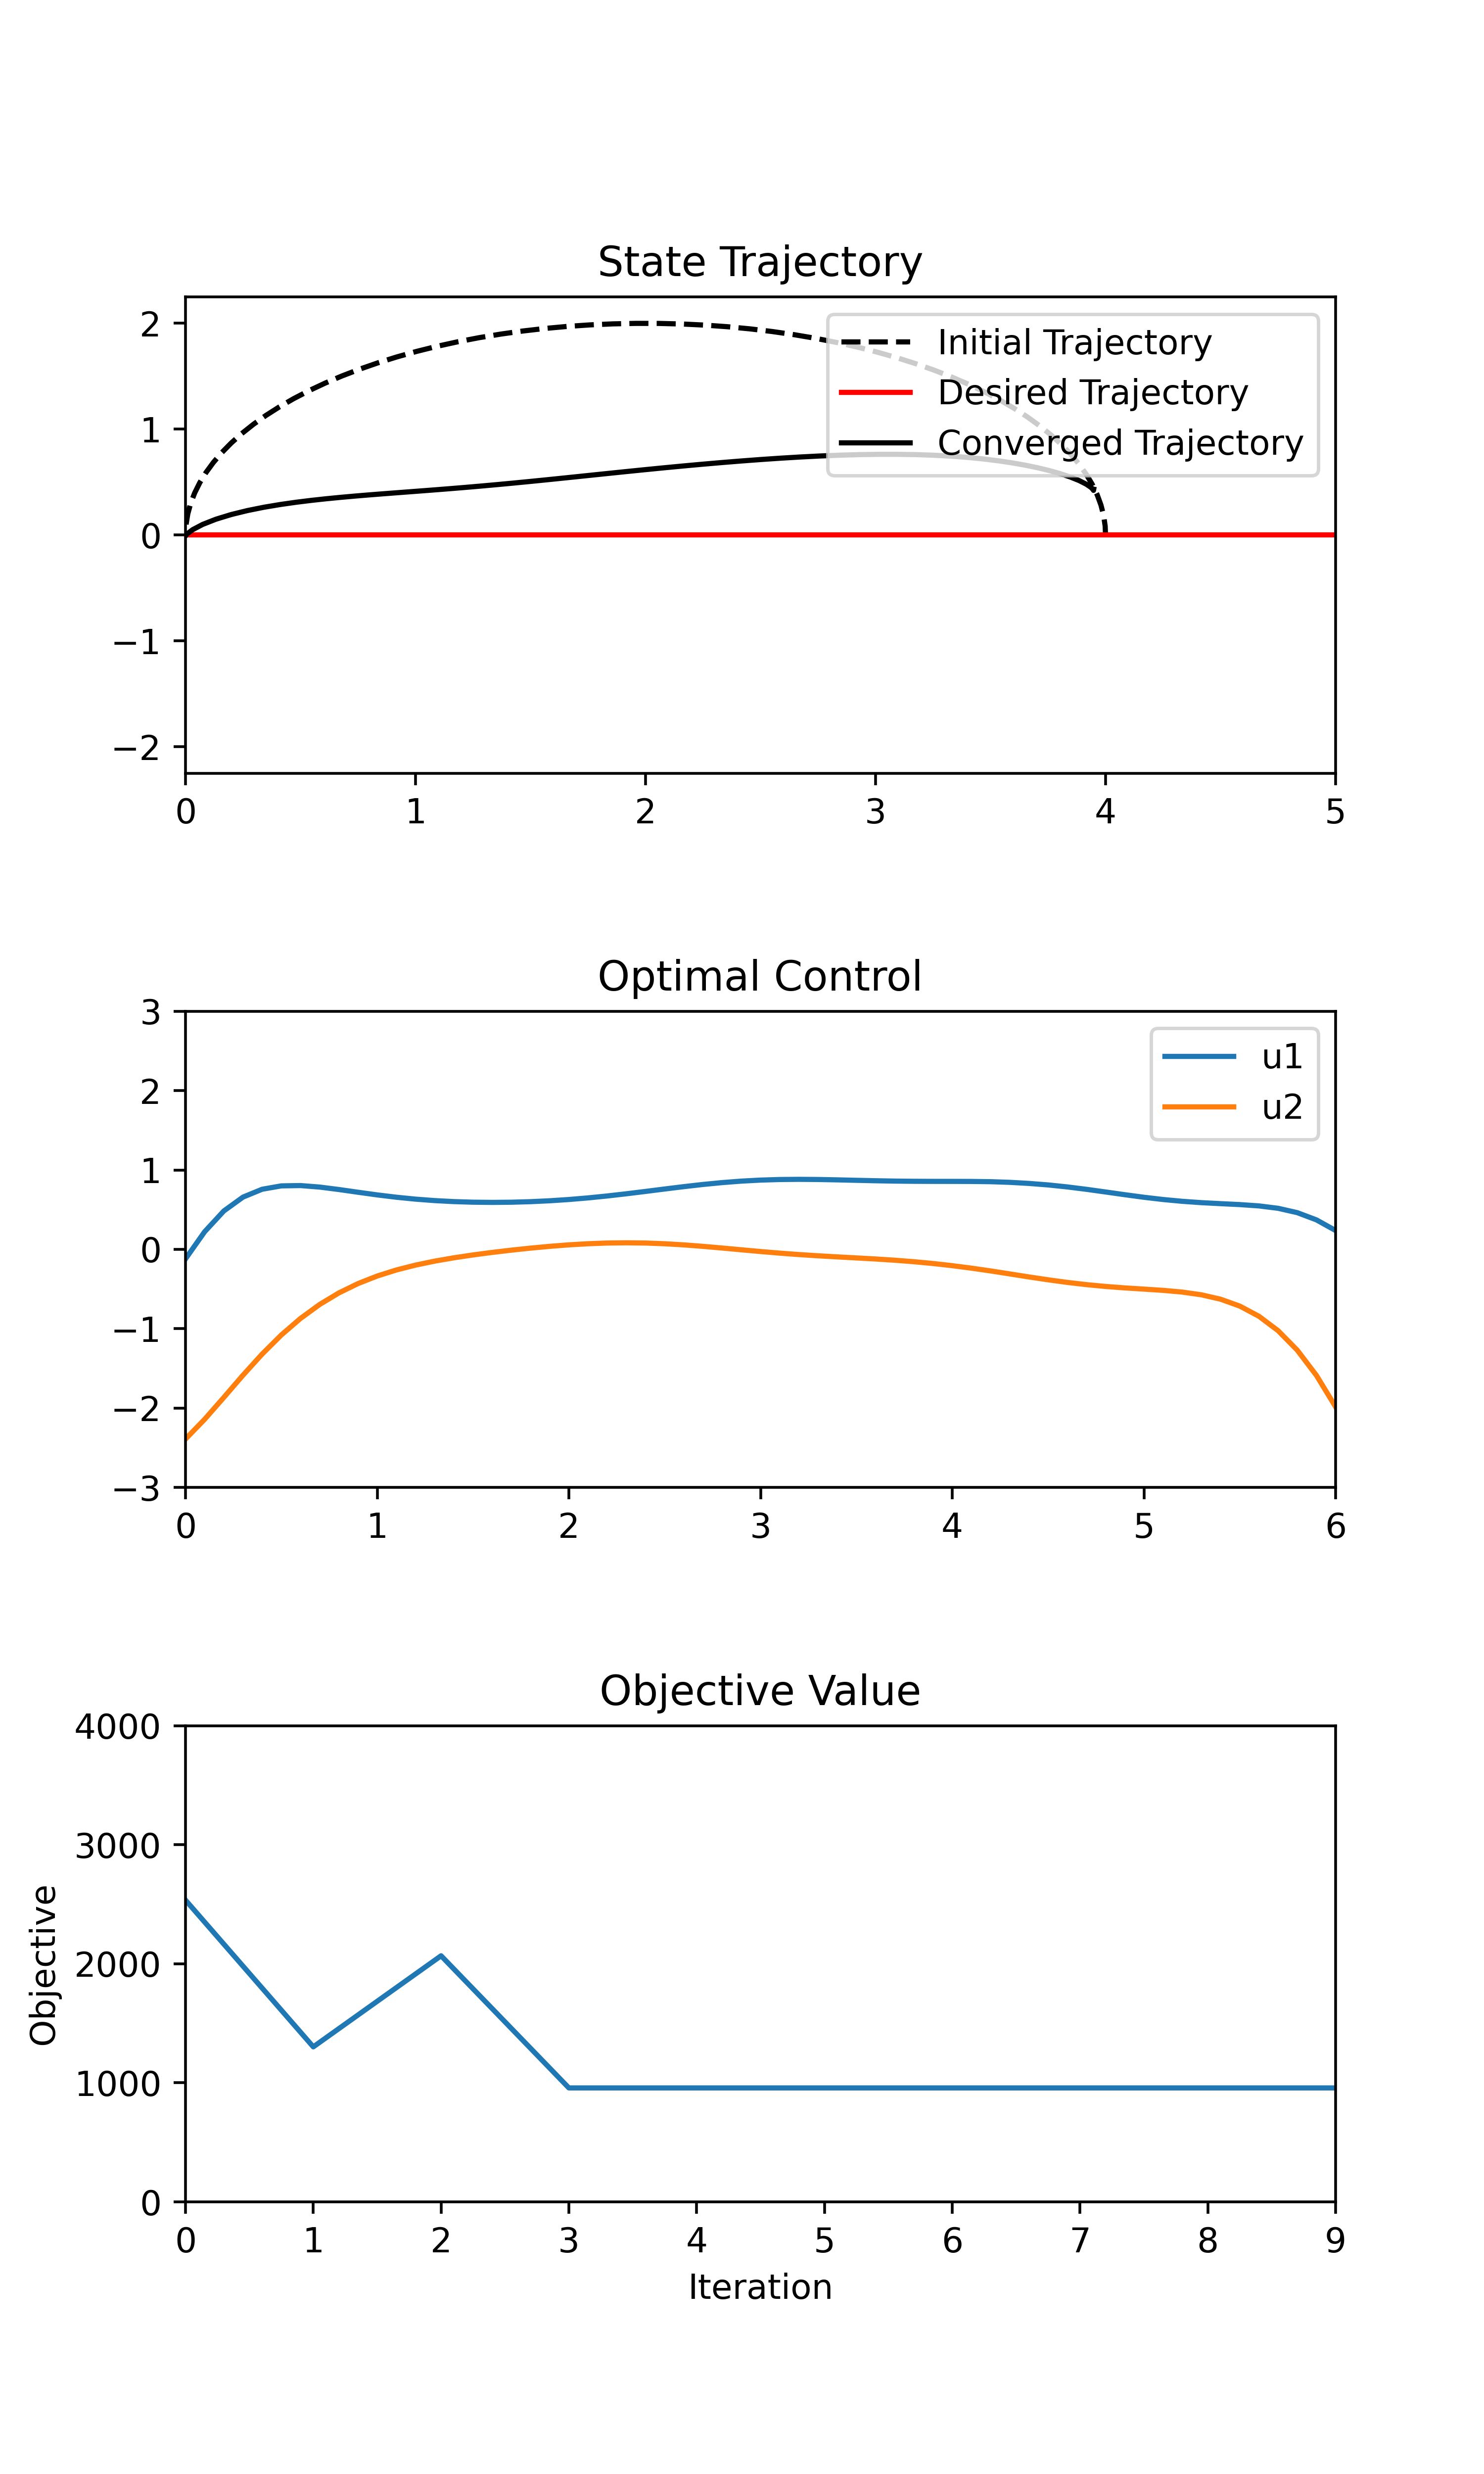 State Trajectory
2
1
0
−1
−2
Initial Trajectory
Desired Trajectory
Converged Trajectory
0 1 2 3 4 5
Optimal Control
3
2
1
0
−1
−2
−3
u1
u2
0 1 2 3 4 5 6
Objective Value
4000
3000
2000
1000
0
Objective
0 1 2 3 4 5 6 7 8 9
Iteration